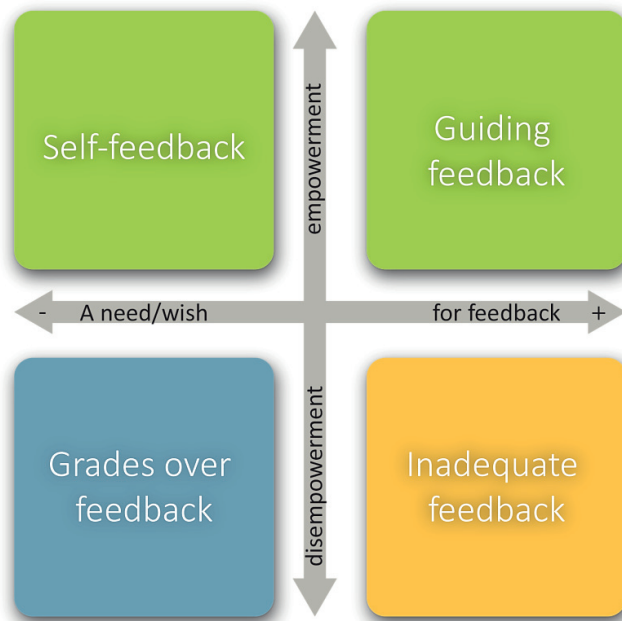 Self-feedback
empowerment
Guiding
feedback
- A need/wish
for feedback +
Grades over
feedback
disempowerment
Inadequate
feedback